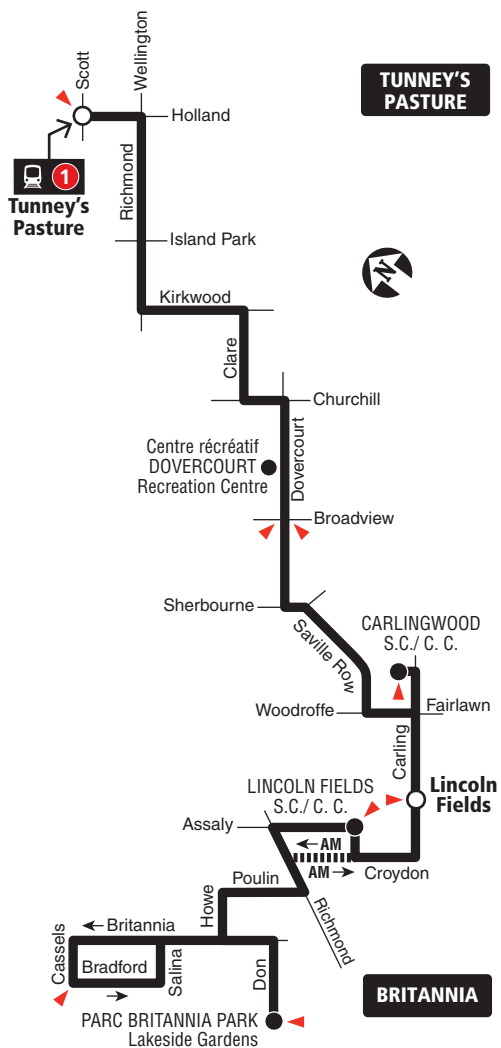 Scott
Wellington
TUNNEY'S
PASTURE
Holland
1
Tunney's
Pasture
Richmond
Island Park
N
Kirkwood
Clare
Churchill
Centre récréatif
DOVERCOURT
Recreation Centre
Dovercourt
Broadview
Sherbourne
Saville Row
CARLINGWOOD
S.C./ C. C.
Woodroffe
Fairlawn
Carling
LINCOLN FIELDS
S.C./ C. C.
Lincoln
Fields
Assaly
←AM
AM→
Croydon
Poulin
Howe
Richmond
←Britannia
Cassels
Bradford
→
Salina
Don
BRITANNIA
PARC BRITANNIA PARK
Lakeside Gardens